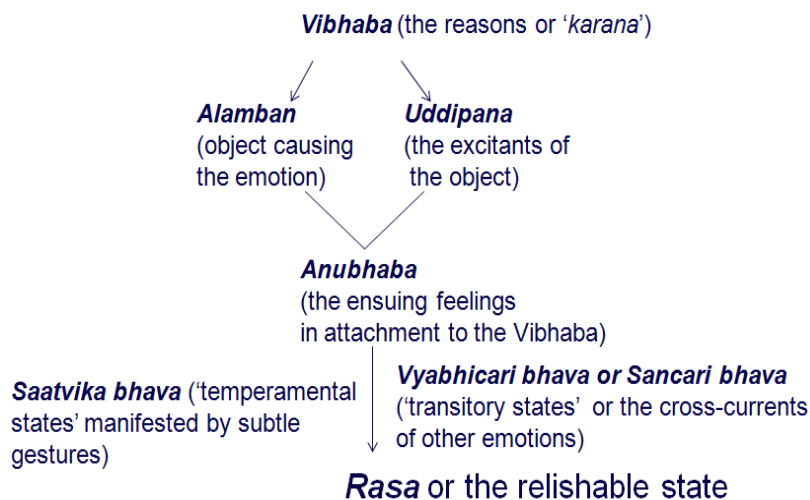 Vibhaba (the reasons or ‘karana’)
Alamban
(object causing
the emotion)
Uddipana
(the excitants of
the object)
Anubhaba
(the ensuing feelings
in attachment to the Vibhaba)
Saatvika bhava (‘temperamental
states’ manifested by subtle
gestures)
Vyabhicari bhava or Sancari bhava
(‘transitory states’ or the cross-currents
of other emotions)
Rasa or the relishable state